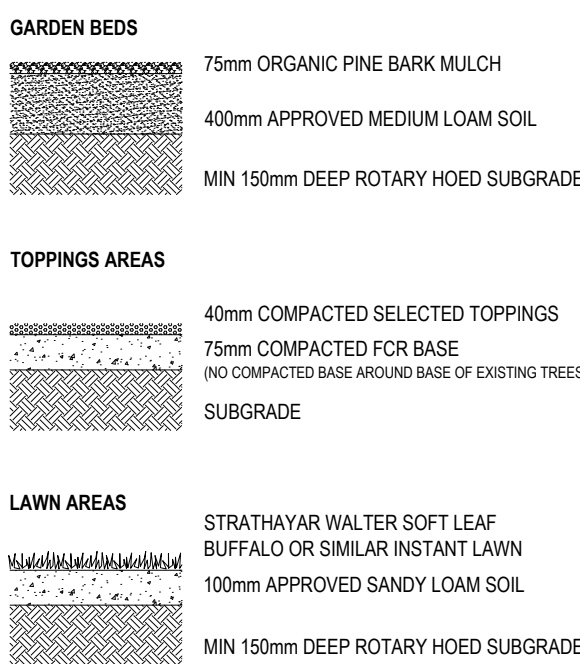 GARDEN BEDS
75mm ORGANIC PINE BARK MULCH
400mm APPROVED MEDIUM LOAM SOIL
MIN 150mm DEEP ROTARY HOED SUBGRADE
TOPPINGS AREAS
40mm COMPACTED SELECTED TOPPINGS
75mm COMPACTED FCR BASE
(NO COMPACTED BASE AROUND BASE OF EXISTING TREES
SUBGRADE
LAWN AREAS
STRATHAYAR WALTER SOFT LEAF
BUFFALO OR SIMILAR INSTANT LAWN
100mm APPROVED SANDY LOAM SOIL
MIN 150mm DEEP ROTARY HOED SUBGRADE